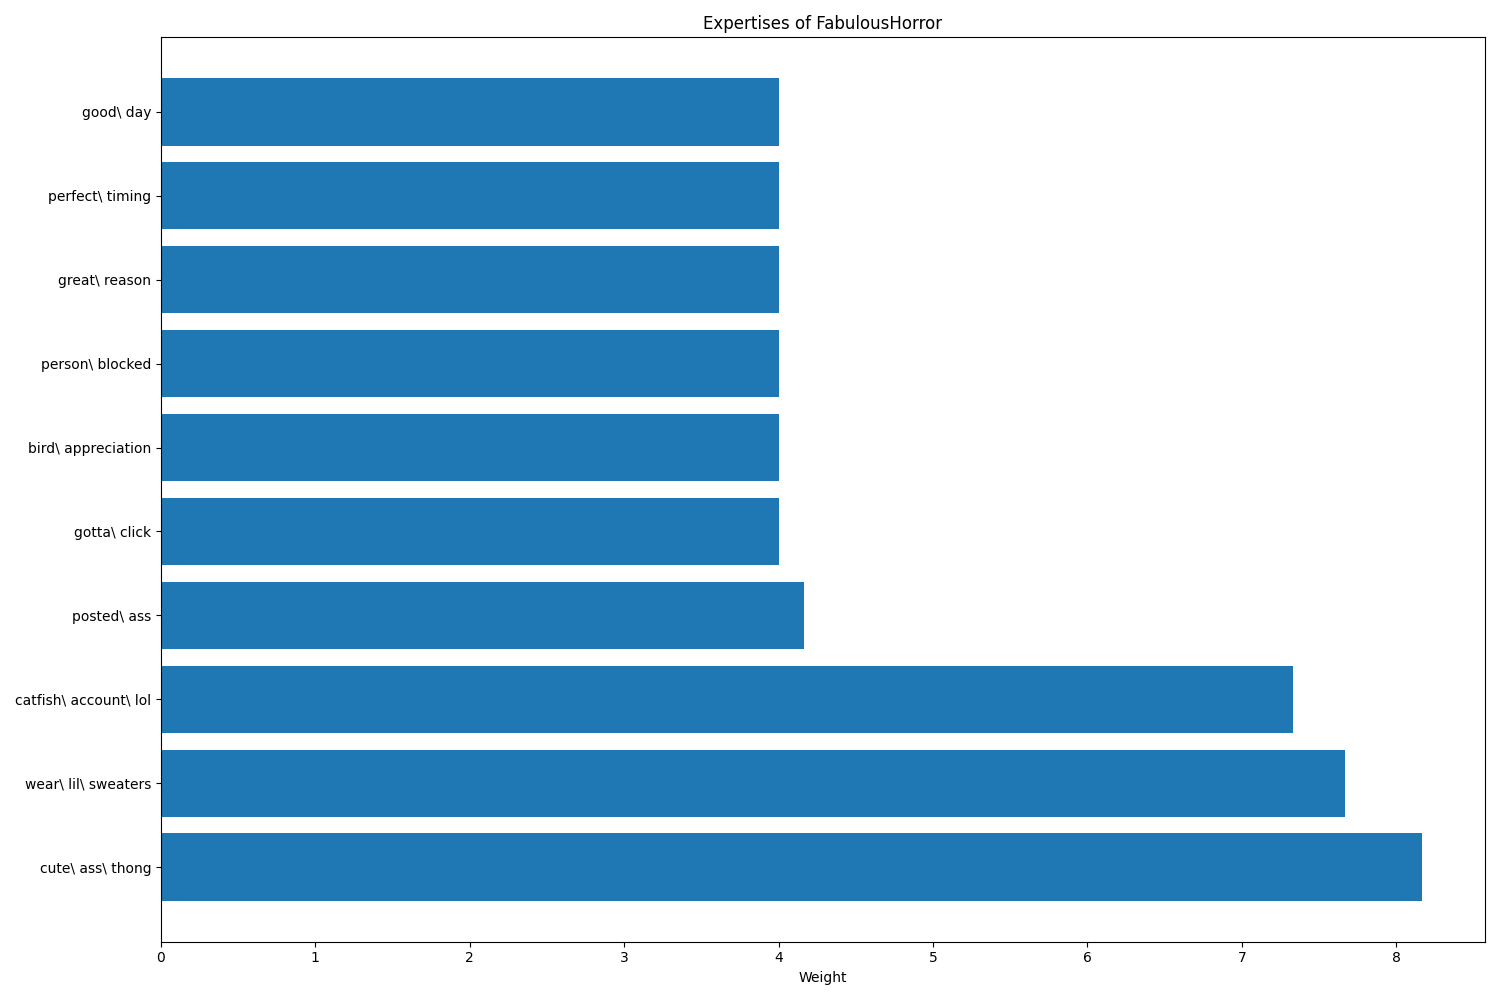 Expertises of FabulousHorror
good\ day
perfect\ timing
great\ reason
person\ blocked
bird\ appreciation
gotta\ click
posted\ ass
catfish\ account\ lol
wear\ lil\ sweaters
cute\ ass\ thong
0 1 2 3 4 5 6 7 8
Weight